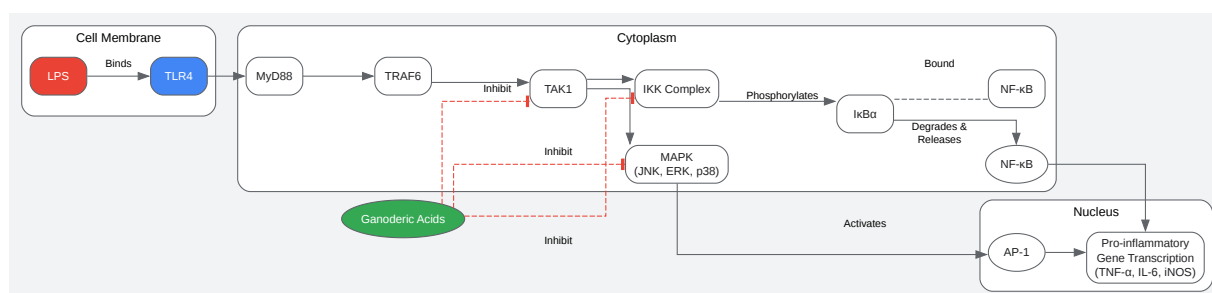 Cell Membrane
LPS
Binds
TLR4
Cytoplasm
MyD88
TRAF6
Inhibit
TAK1
IKK Complex
Phosphorylates
IκBα
Bound
NF-κB
Degrades &
Releases
NF-κB
Inhibit
MAPK
(JNK, ERK, p38)
Ganoderic Acids
Inhibit
Activates
Nucleus
AP-1
Pro-inflammatory
Gene Transcription
(TNF-α, IL-6, iNOS)